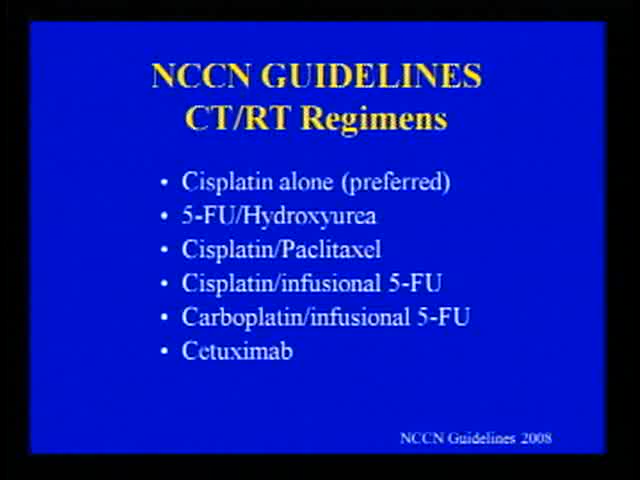 NCCN GUIDELINES
CT/RT Regimens
• Cisplatin alone (preferred)
• 5-FU/Hydroxyurea
• Cisplatin/Paclitaxel
• Cisplatin/infusional 5-FU
• Carboplatin/infusional 5-FU
• Cetuximab
NCCN Guidelines 2008